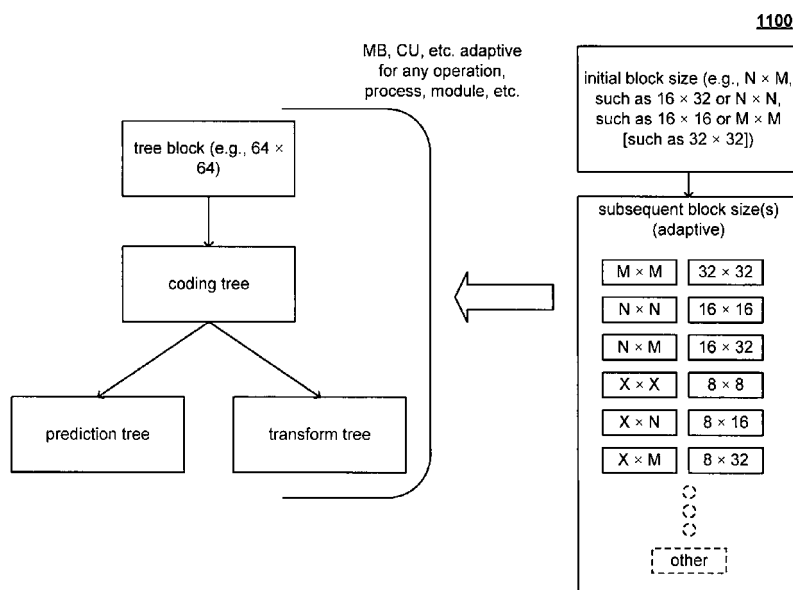 1100
MB, CU, etc. adaptive
for any operation,
process, module, etc.
tree block (e.g., 64 ×
64)
coding tree
prediction tree
transform tree
initial block size (e.g., N × M,
such as 16 × 32 or N × N,
such as 16 × 16 or M × M
[such as 32 × 32])
subsequent block size(s)
(adaptive)
M × M 32 × 32
N × N 16 × 16
N × M 16 × 32
X × X 8 × 8
X × N 8 × 16
X × M 8 × 32
other